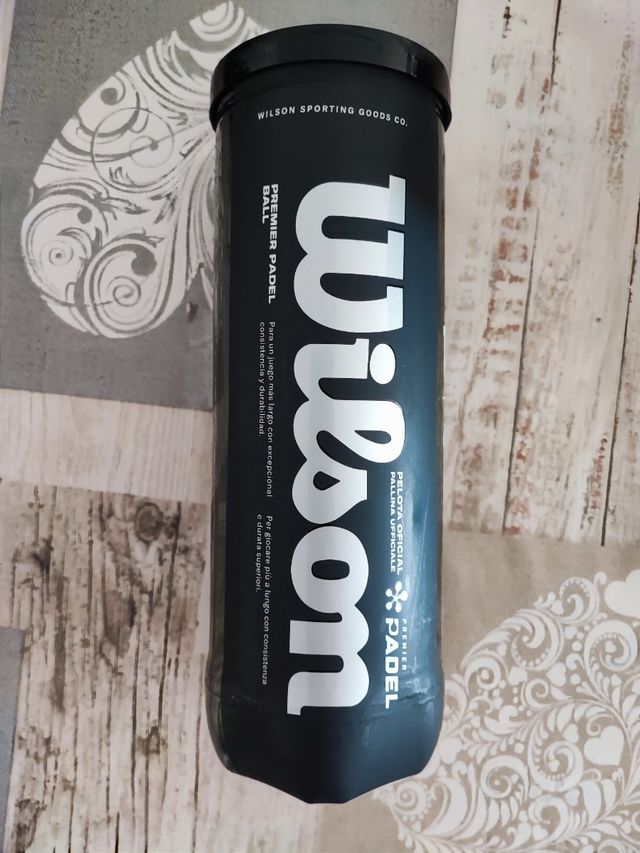 WILSON SPORTING GOODS CO.
Wilson
PELOTA OFICIAL
PALLINA UFFICIALE
PREMIER
PADEL
PREMIER PADEL
BALL
Para un juego más largo con excepcional
consistencia y durabilidad.
Per giocare più a lungo con consistenza
e durata superiori.